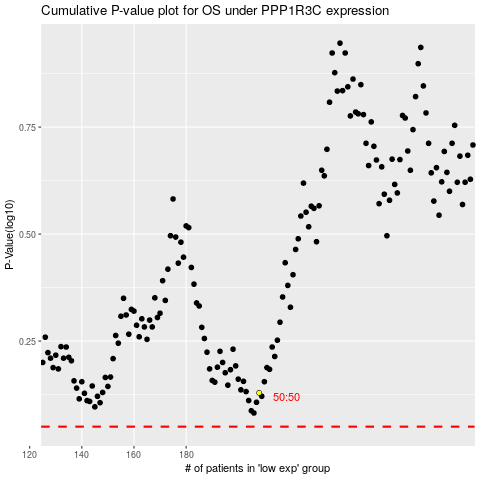 Cumulative P-value plot for OS under PPP1R3C expression
P-Value(log10)
0.75
0.50
0.25
50:50
120 140 160 180
# of patients in 'low exp' group